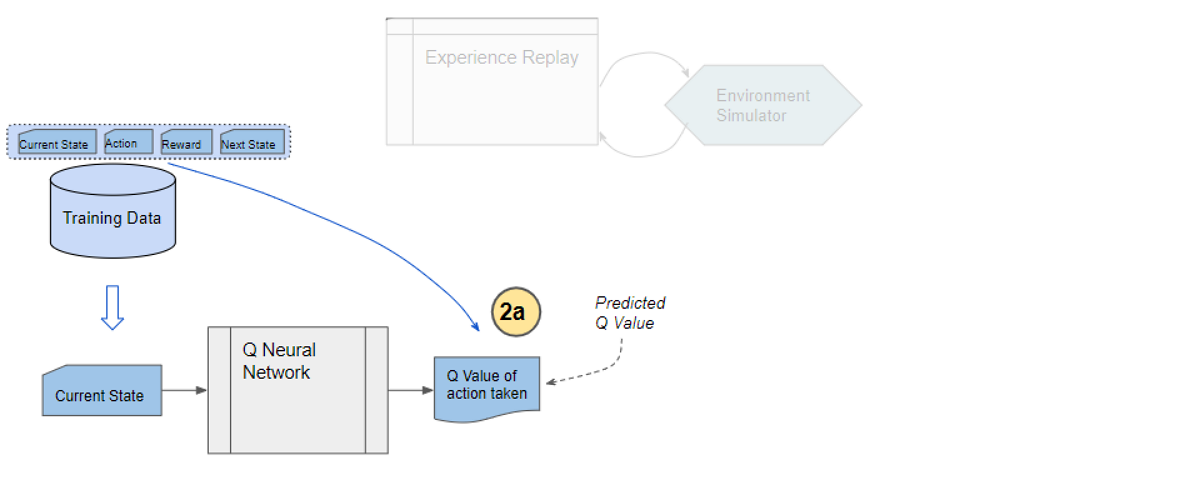 Experience Replay
Environment
Simulator
Current State
Action
Reward
Next State
Training Data
2a
Predicted
Q Value
Q Neural
Network
Q Value of
action taken
Current State